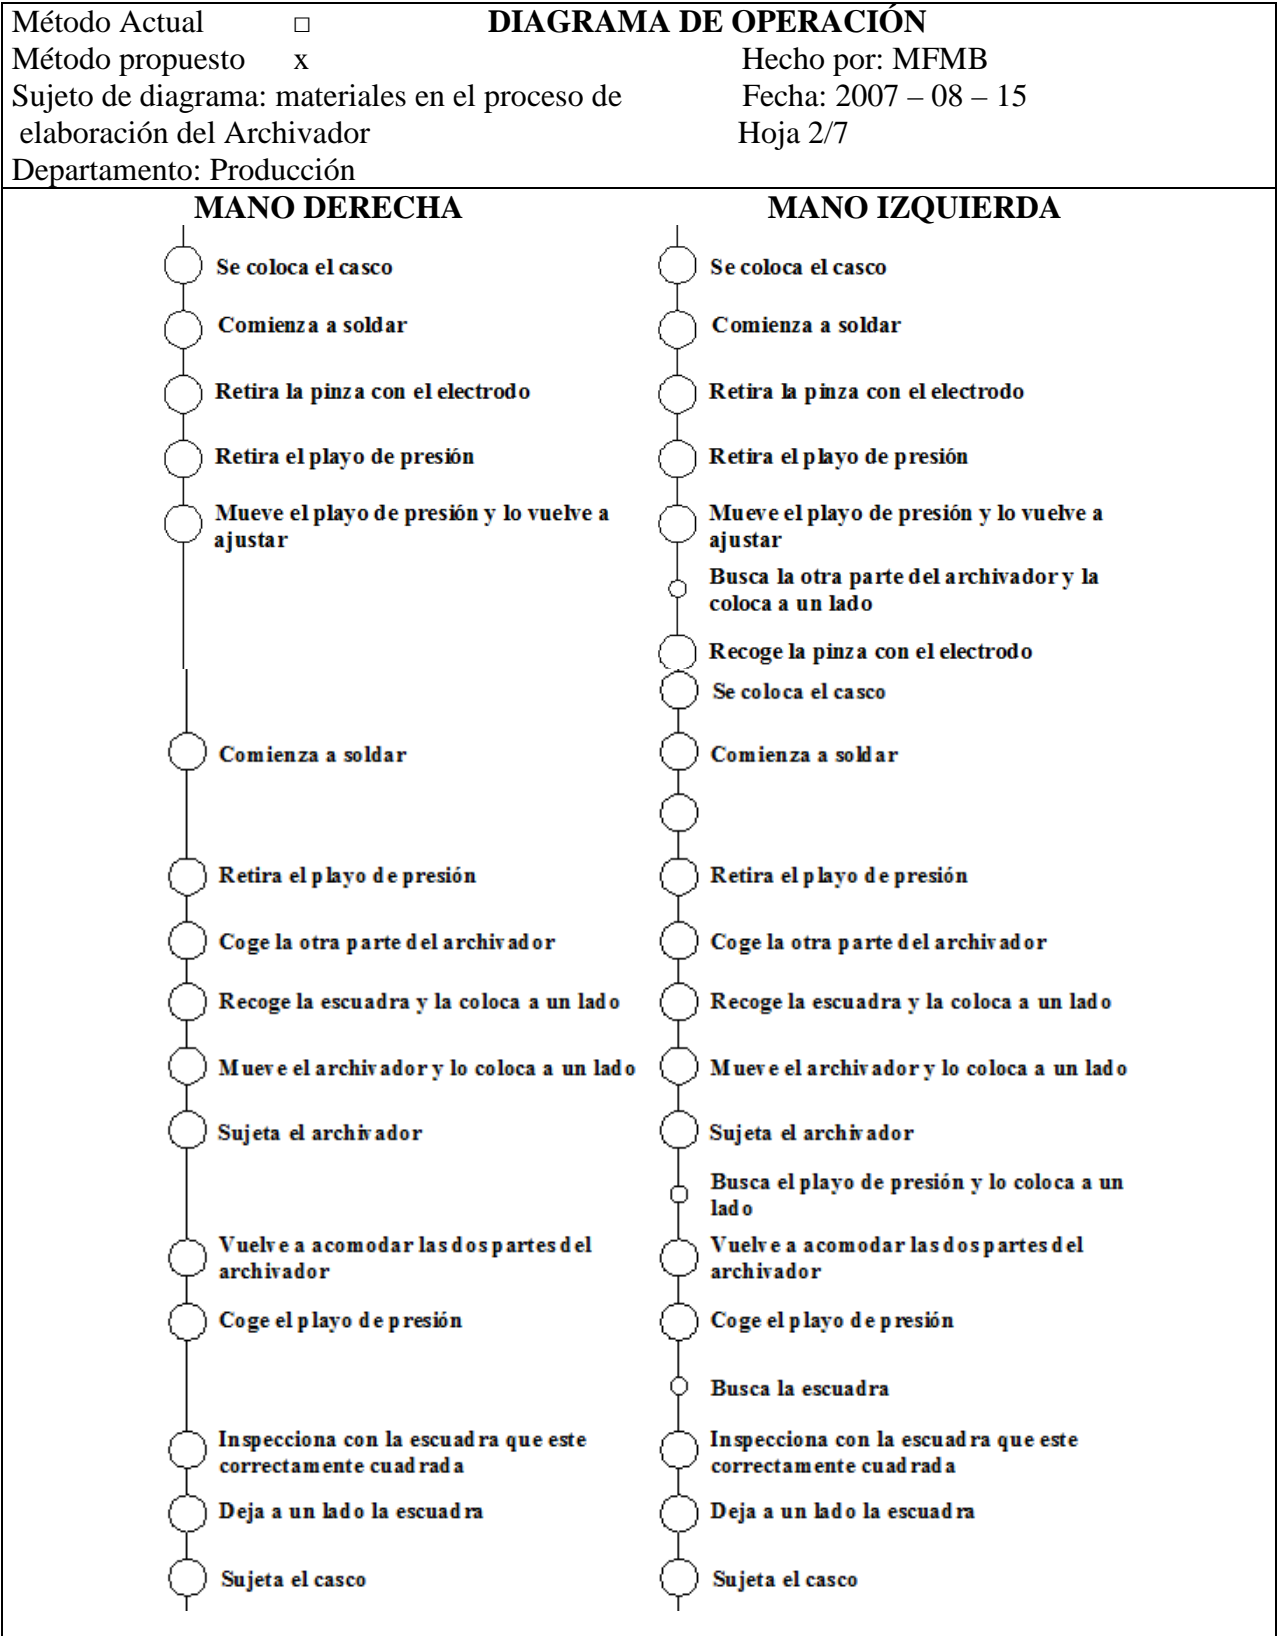 Método Actual □ DIAGRAMA DE OPERACIÓN
Método propuesto x Hecho por: MFMB
Sujeto de diagrama: materiales en el proceso de Fecha: 2007 – 08 – 15
elaboración del Archivador Hoja 2/7
Departamento: Producción
MANO DERECHA MANO IZQUIERDA
Se coloca el casco Se coloca el casco
Comienza a soldar Comienza a soldar
Retira la pinza con el electrodo Retira la pinza con el electrodo
Retira el playo de presión Retira el playo de presión
Mueve el playo de presión y lo vuelve a Mueve el playo de presión y lo vuelve a
ajustar ajustar
Busca la otra parte del archivador y la
coloca a un lado
Recoge la pinza con el electrodo
Se coloca el casco
Comienza a soldar Comienza a soldar
Retira el playo de presión Retira el playo de presión
Coge la otra parte del archivador Coge la otra parte del archivador
Recoge la escuadra y la coloca a un lado Recoge la escuadra y la coloca a un lado
Mueve el archivador y lo coloca a un lado Mueve el archivador y lo coloca a un lado
Sujeta el archivador Sujeta el archivador
Busca el playo de presión y lo coloca a un
lado
Vuelve a acomodar las dos partes del Vuelve a acomodar las dos partes del
archivador archivador
Coge el playo de presión Coge el playo de presión
Busca la escuadra
Inspecciona con la escuadra que este Inspecciona con la escuadra que este
correctamente cuadrada correctamente cuadrada
Deja a un lado la escuadra Deja a un lado la escuadra
Sujeta el casco Sujeta el casco